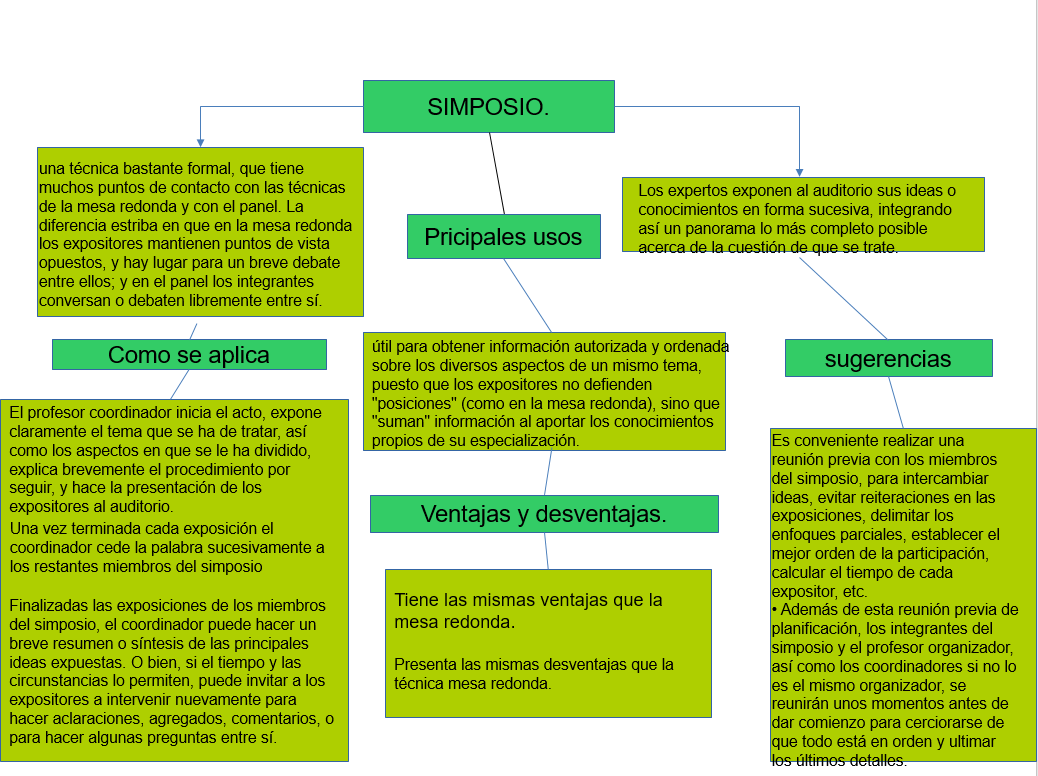 SIMPOSIO.
una técnica bastante formal, que tiene
muchos puntos de contacto con las técnicas
de la mesa redonda y con el panel. La
diferencia estriba en que en la mesa redonda
los expositores mantienen puntos de vista
opuestos, y hay lugar para un breve debate
entre ellos; y en el panel los integrantes
conversan o debaten libremente entre sí.
Como se aplica
El profesor coordinador inicia el acto, expone
claramente el tema que se ha de tratar, así
como los aspectos en que se le ha dividido,
explica brevemente el procedimiento por
seguir, y hace la presentación de los
expositores al auditorio.
Una vez terminada cada exposición el
coordinador cede la palabra sucesivamente a
los restantes miembros del simposio
Finalizadas las exposiciones de los miembros
del simposio, el coordinador puede hacer un
breve resumen o síntesis de las principales
ideas expuestas. O bien, si el tiempo y las
circunstancias lo permiten, puede invitar a los
expositores a intervenir nuevamente para
hacer aclaraciones, agregados, comentarios, o
para hacer algunas preguntas entre sí.
Pricipales usos
útil para obtener información autorizada y ordenada
sobre los diversos aspectos de un mismo tema,
puesto que los expositores no defienden
"posiciones" (como en la mesa redonda), sino que
"suman" información al aportar los conocimientos
propios de su especialización.
Ventajas y desventajas.
Tiene las mismas ventajas que la
mesa redonda.
Presenta las mismas desventajas que la
técnica mesa redonda.
Los expertos exponen al auditorio sus ideas o
conocimientos en forma sucesiva, integrando
así un panorama lo más completo posible
acerca de la cuestión de que se trate.
sugerencias
Es conveniente realizar una
reunión previa con los miembros
del simposio, para intercambiar
ideas, evitar reiteraciones en las
exposiciones, delimitar los
enfoques parciales, establecer el
mejor orden de la participación,
calcular el tiempo de cada
expositor, etc.
• Además de esta reunión previa de
planificación, los integrantes del
simposio y el profesor organizador,
así como los coordinadores si no lo
es el mismo organizador, se
reunirán unos momentos antes de
dar comienzo para cerciorarse de
que todo está en orden y ultimar
los últimos detalles.